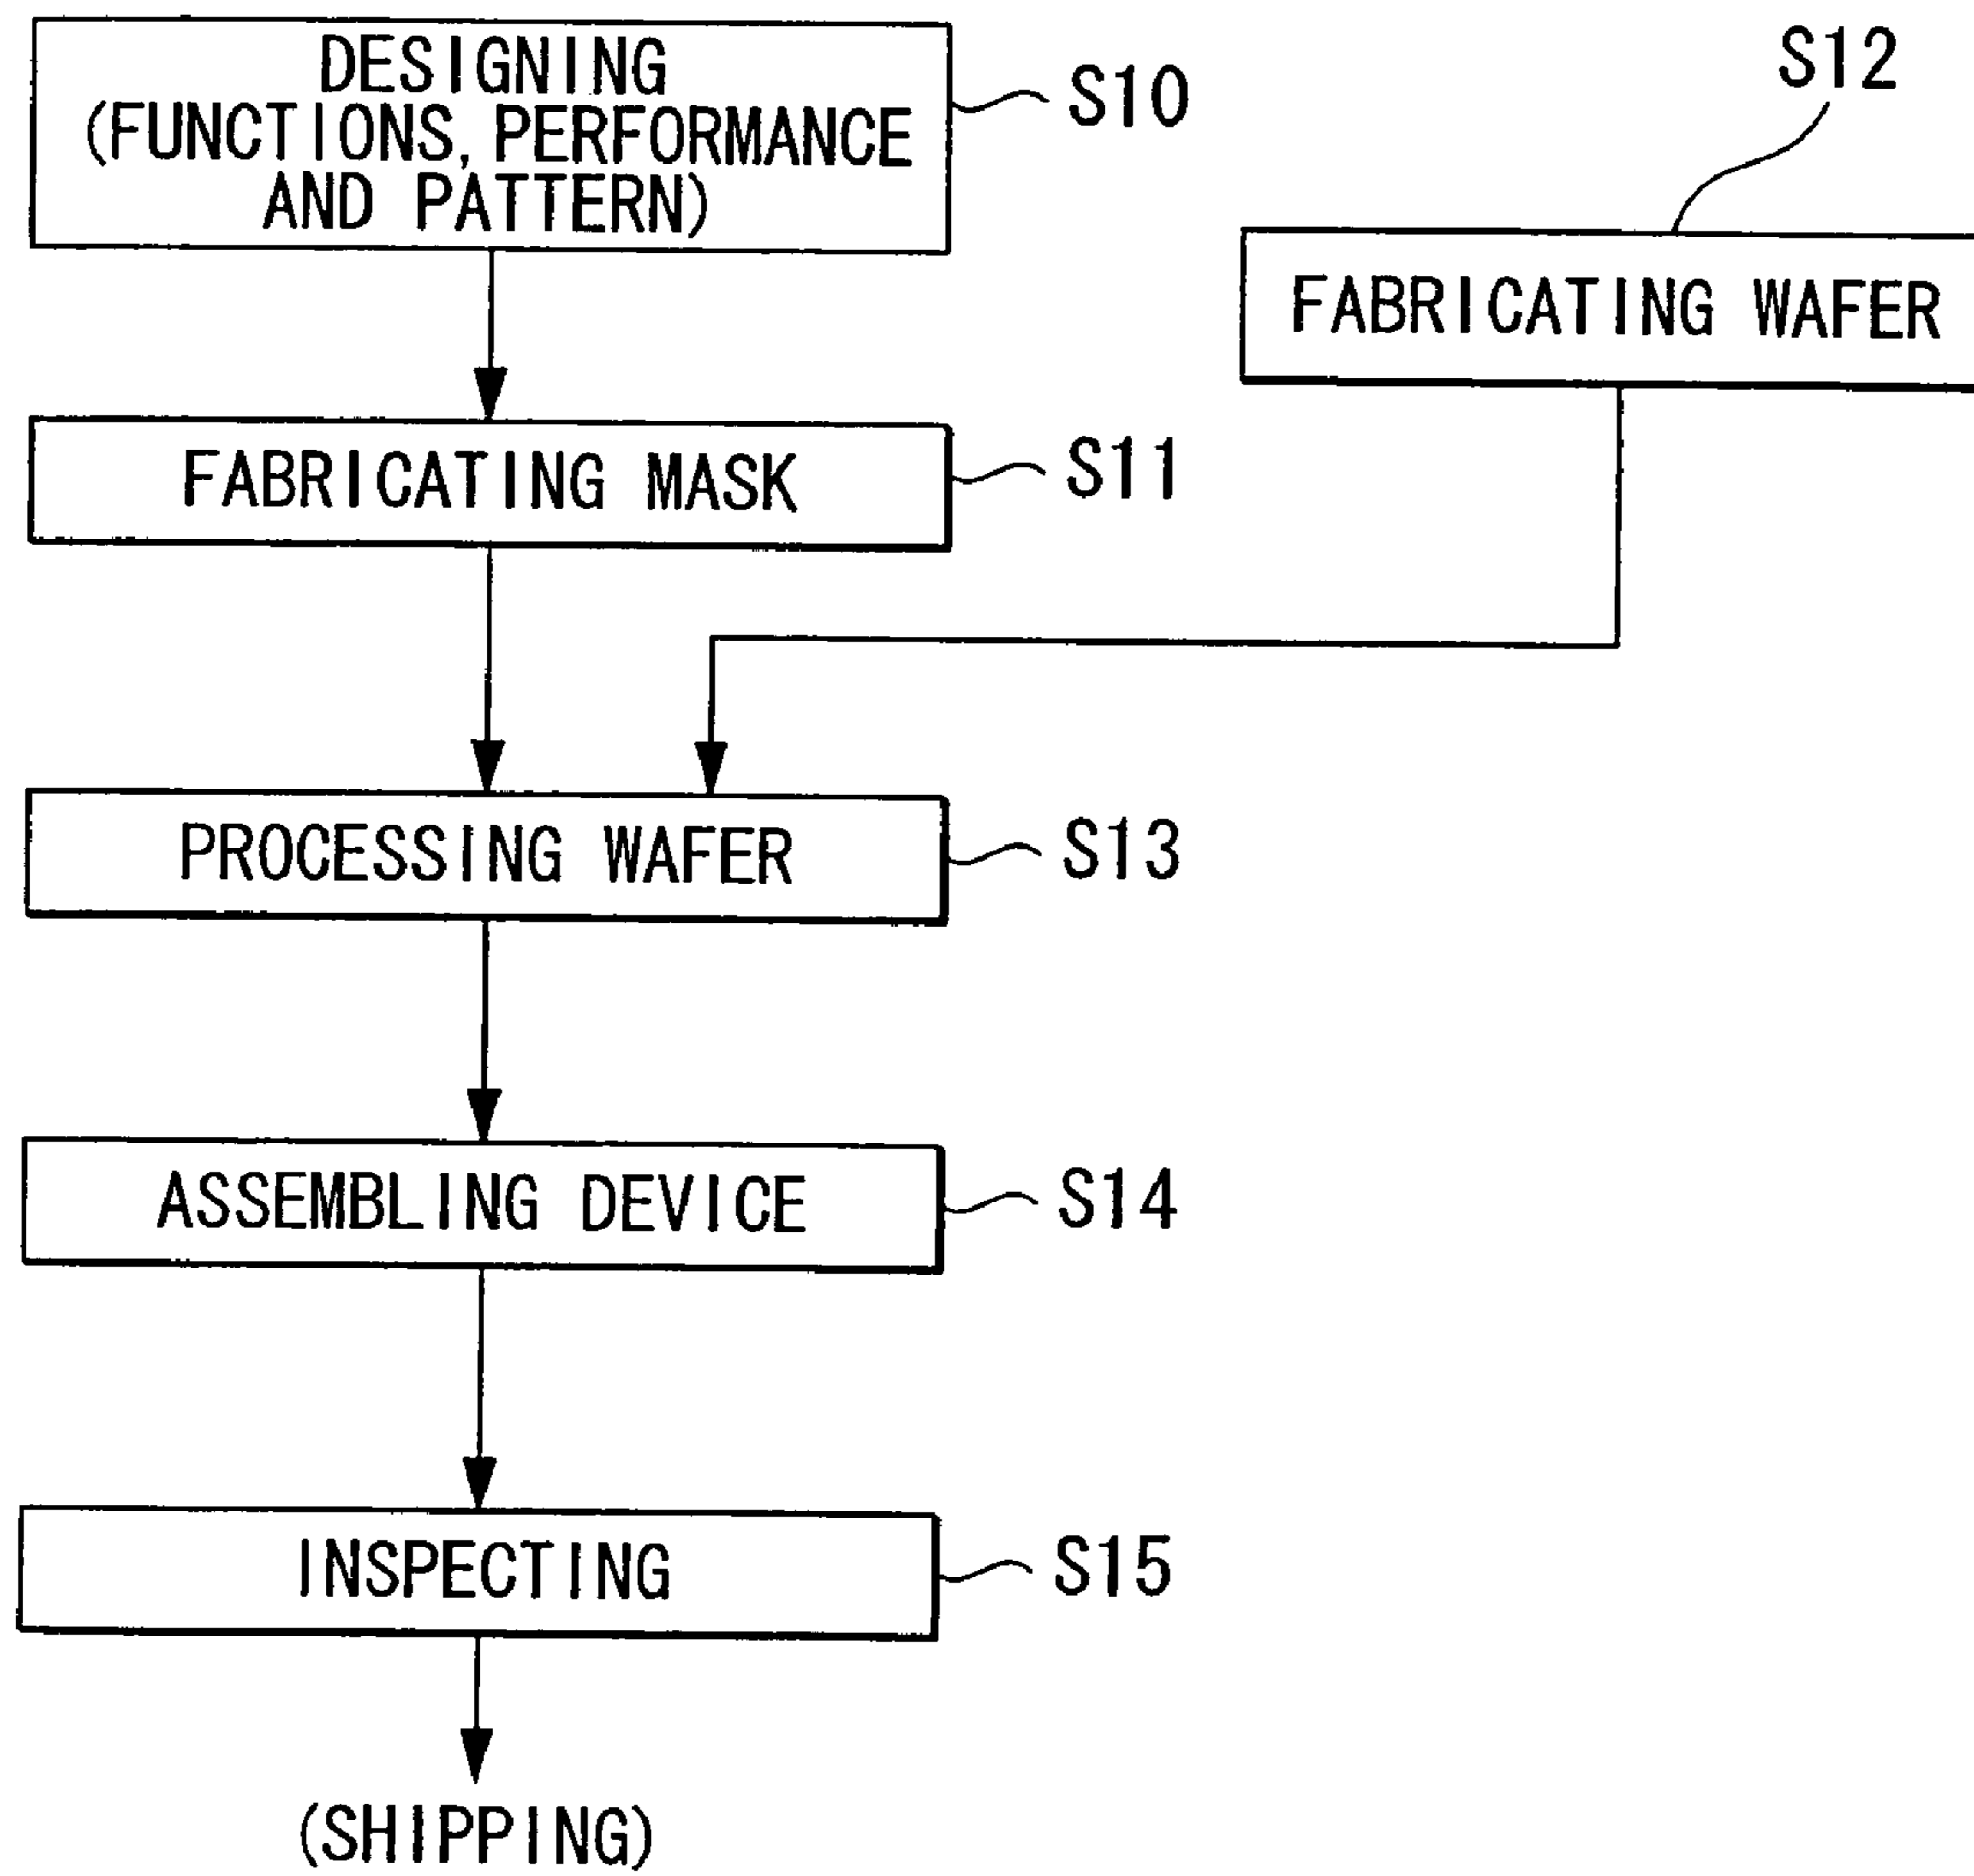 DESIGNING
(FUNCTIONS, PERFORMANCE
AND PATTERN)
S10
S12
FABRICATING WAFER
FABRICATING MASK
S11
PROCESSING WAFER
S13
ASSEMBLING DEVICE
S14
INSPECTING
S15
(SHIPPING)